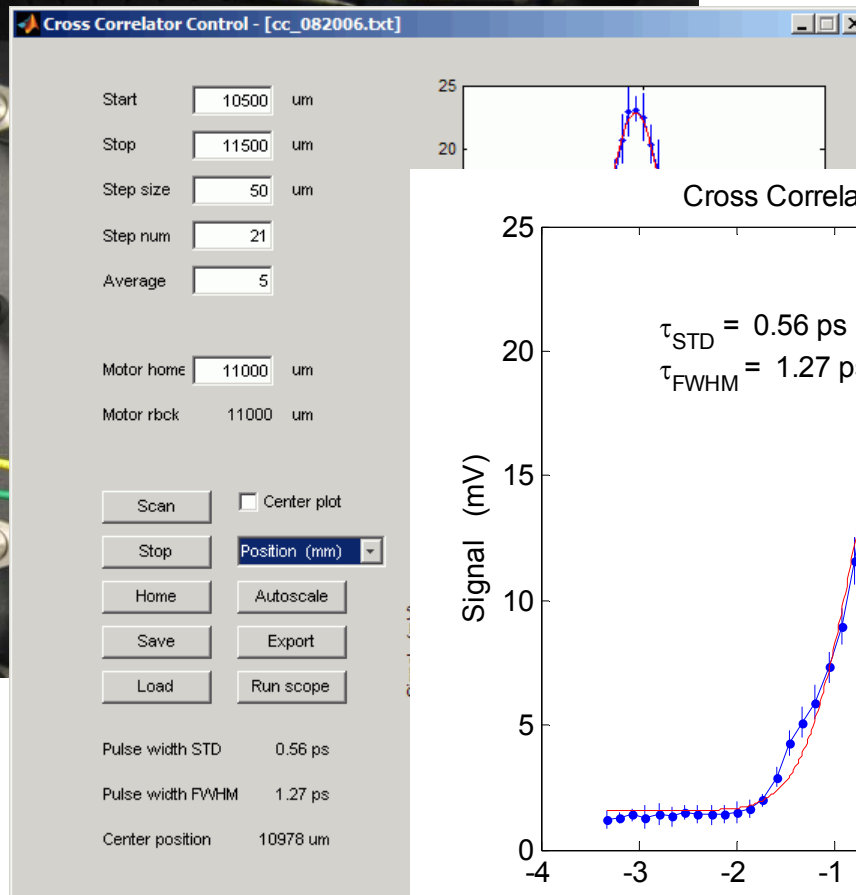 Cross Correlator Control - [cc_082006.txt]
Start 10500 um
Stop 11500 um
Step size 50 um
Step num 21
Average 5
Motor home 11000 um
Motor rbck 11000 um
Scan Center plot
Stop Position (mm)
Home Autoscale
Save Export
Load Run scope
Pulse width STD 0.56 ps
Pulse width FWHM 1.27 ps
Center position 10978 um
25
20
Cross Correla
τSTD = 0.56 ps
τFWHM = 1.27 ps
Signal (mV)
25
20
15
10
5
0
-4 -3 -2 -1